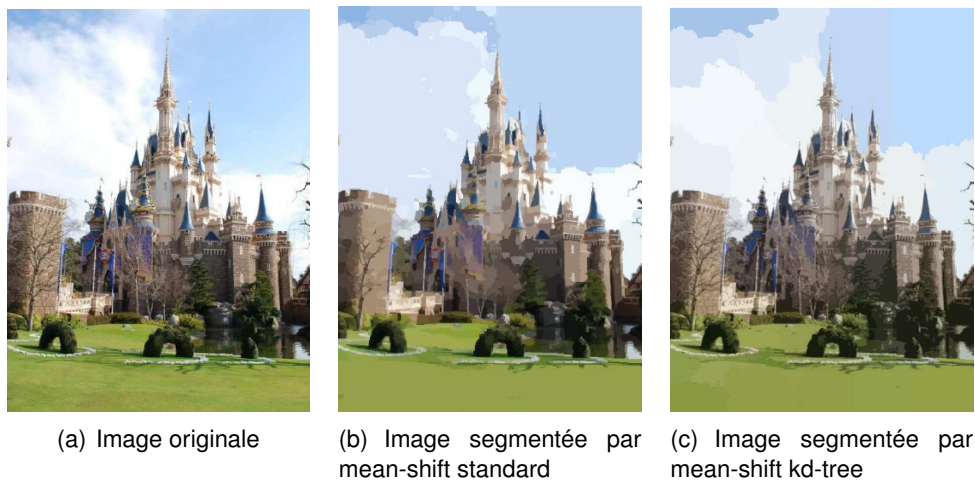 (a) Image originale
(b) Image segmentée par
mean-shift standard
(c) Image segmentée par
mean-shift kd-tree